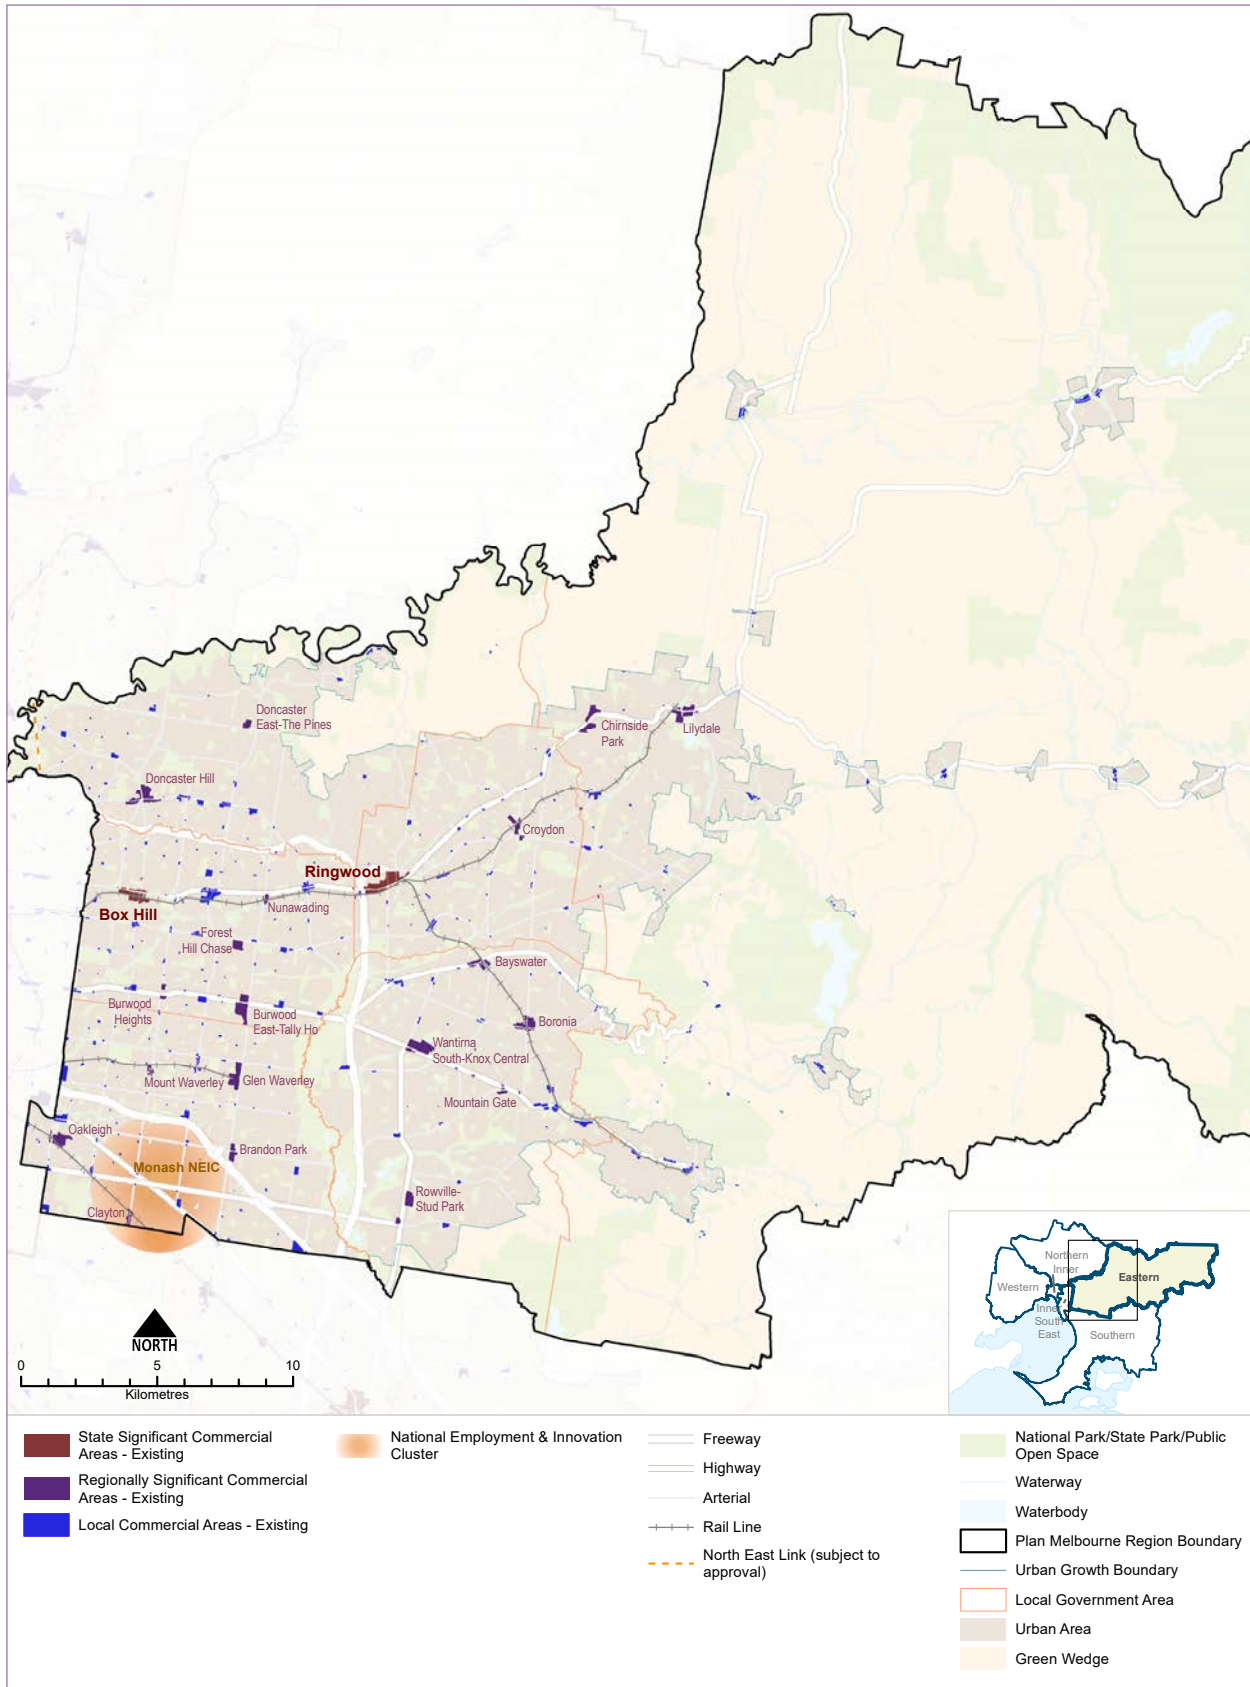 Doncaster
East-The Pines
Chirnside
Park
Lilydale
Doncaster Hill
Croydon
Ringwood
Box Hill
Nunawading
Forest
Hill Chase
Bayswater
Burwood
Heights
Burwood
East-Tally Ho
Boronia
Wantirna
South-Knox Central
Mount Waverley
Glen Waverley
Mountain Gate
Oakleigh
Brandon Park
Monash NEIC
Rowville-
Stud Park
Clayton
NORTH
0 5 10
Kilometres
Northern
Inner
Western
Eastern
Inner
South
East
Southern
State Significant Commercial
Areas - Existing
Regionally Significant Commercial
Areas - Existing
Local Commercial Areas - Existing
National Employment & Innovation
Cluster
Freeway
Highway
Arterial
Rail Line
North East Link (subject to
approval)
National Park/State Park/Public
Open Space
Waterway
Waterbody
Plan Melbourne Region Boundary
Urban Growth Boundary
Local Government Area
Urban Area
Green Wedge